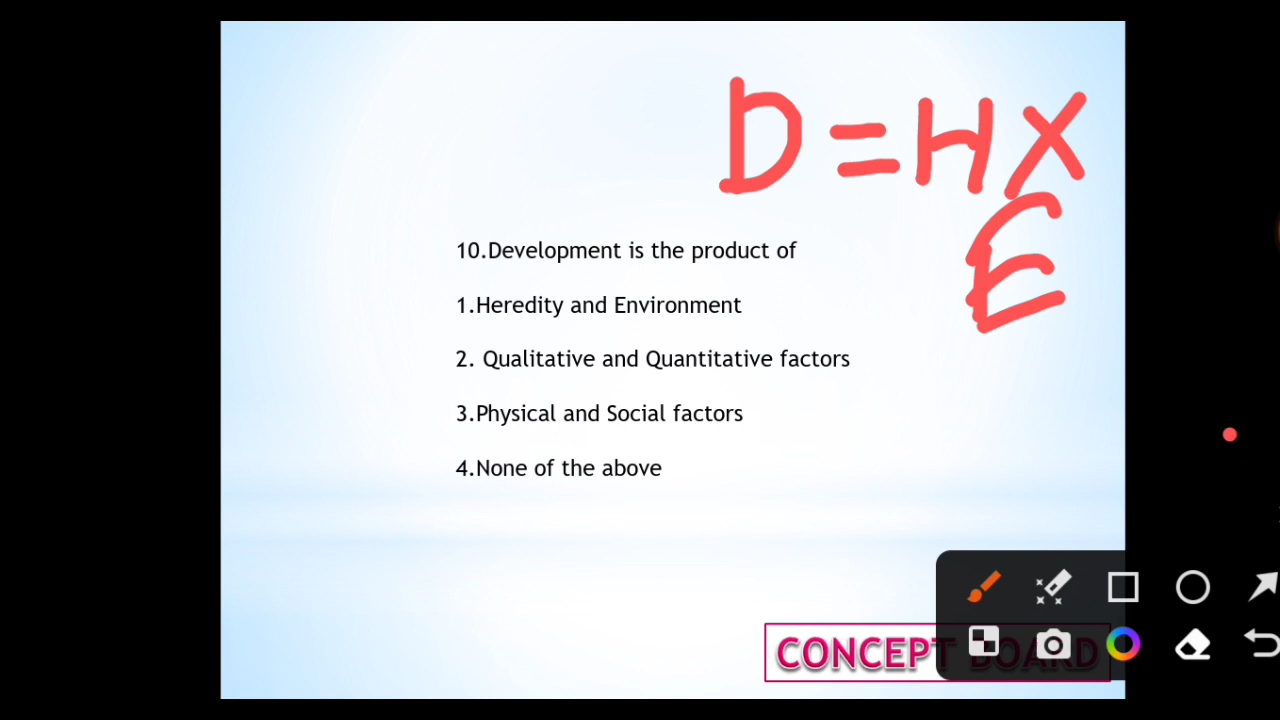 D = H X
E
10.Development is the product of
1.Heredity and Environment
2. Qualitative and Quantitative factors
3.Physical and Social factors
4.None of the above
CONCEPT BOARD